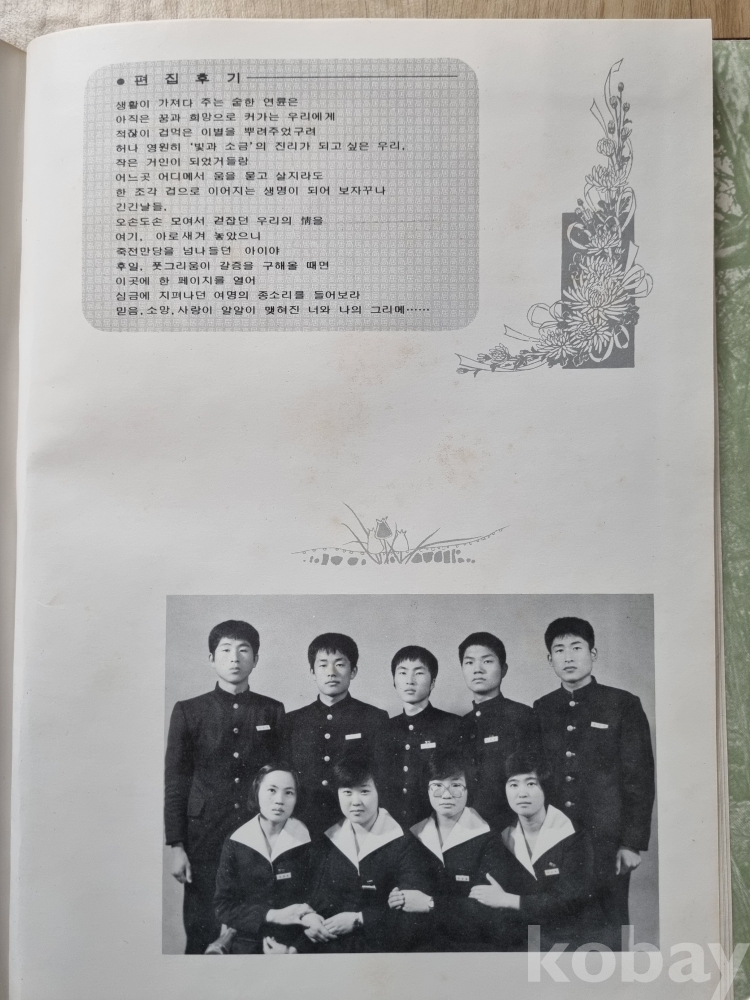 ● 편 집 후 기
생활이 가져다 주는 숱한 연륜은
아직은 꿈과 희망으로 커가는 우리에게
적잖이 겁먹은 이별을 뿌려주었구려
허나 영원히 '빛과 소금'의 진리가 되고 싶은 우리,
작은 거인이 되었거들랑
어느곳 어디메서 움을 묻고 살지라도
한 조각 겁으로 이어지는 생명이 되어 보자꾸나
긴긴날들,
오손도손 모여서 걷잡던 우리의 情을
여기, 아로새겨 놓았으니
죽전만당을 넘나들던 아이야
후일, 풋그리움이 갈증을 구해올 때면
이곳에 한 페이지를 열어
심금에 지펴나던 여명의 종소리를 들어보라
믿음, 소망, 사랑이 알알이 맺혀진 너와 나의 그리메……
kobay